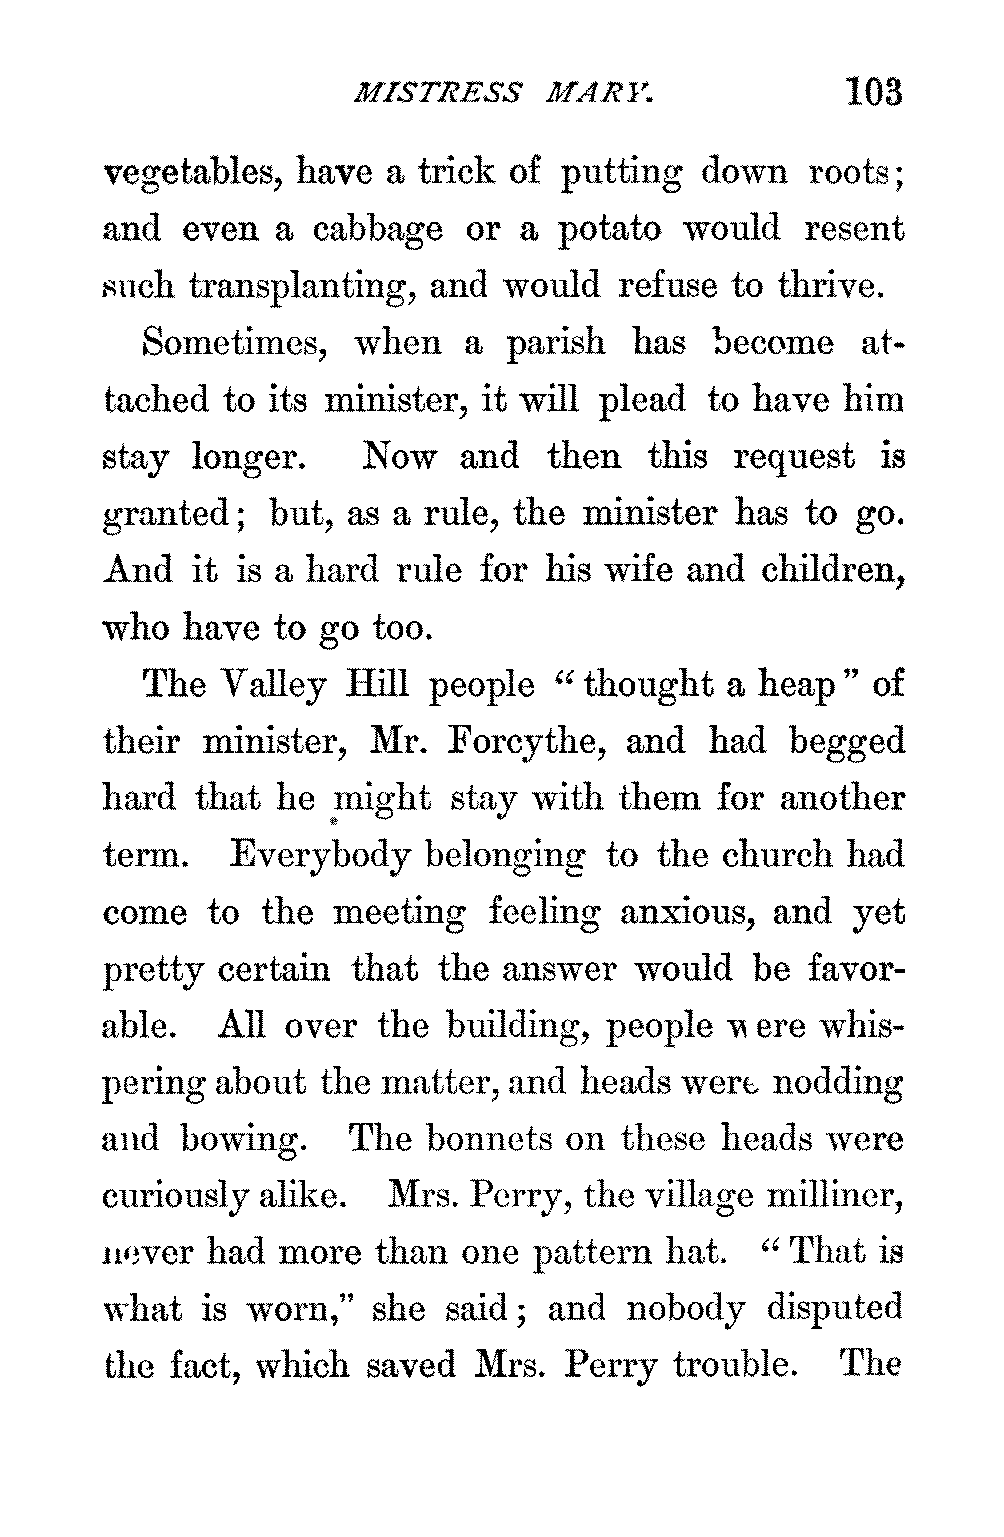 MISTRESS MARY. 103
vegetables, have a trick of putting down roots;
and even a cabbage or a potato would resent
such transplanting, and would refuse to thrive.
Sometimes, when a parish has become at-
tached to its minister, it will plead to have him
stay longer. Now and then this request is
granted; but, as a rule, the minister has to go.
And it is a hard rule for his wife and children,
who have to go too.
The Valley Hill people “thought a heap” of
their minister, Mr. Forcythe, and had begged
hard that he might stay with them for another
term. Everybody belonging to the church had
come to the meeting feeling anxious, and yet
pretty certain that the answer would be favor-
able. All over the building, people were whis-
pering about the matter, and heads were nodding
and bowing. The bonnets on these heads were
curiously alike. Mrs. Perry, the village milliner,
never had more than one pattern hat. “That is
what is worn,” she said; and nobody disputed
the fact, which saved Mrs. Perry trouble. The